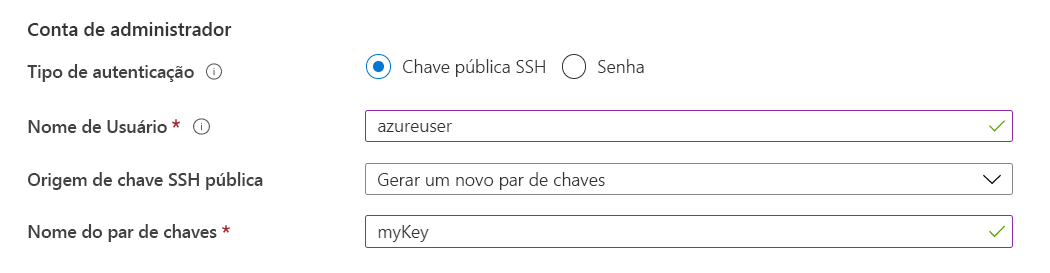 Conta de administrador
Tipo de autenticação Chave pública SSH Senha
Nome de Usuário * azureuser
Origem de chave SSH pública Gerar um novo par de chaves
Nome do par de chaves * myKey